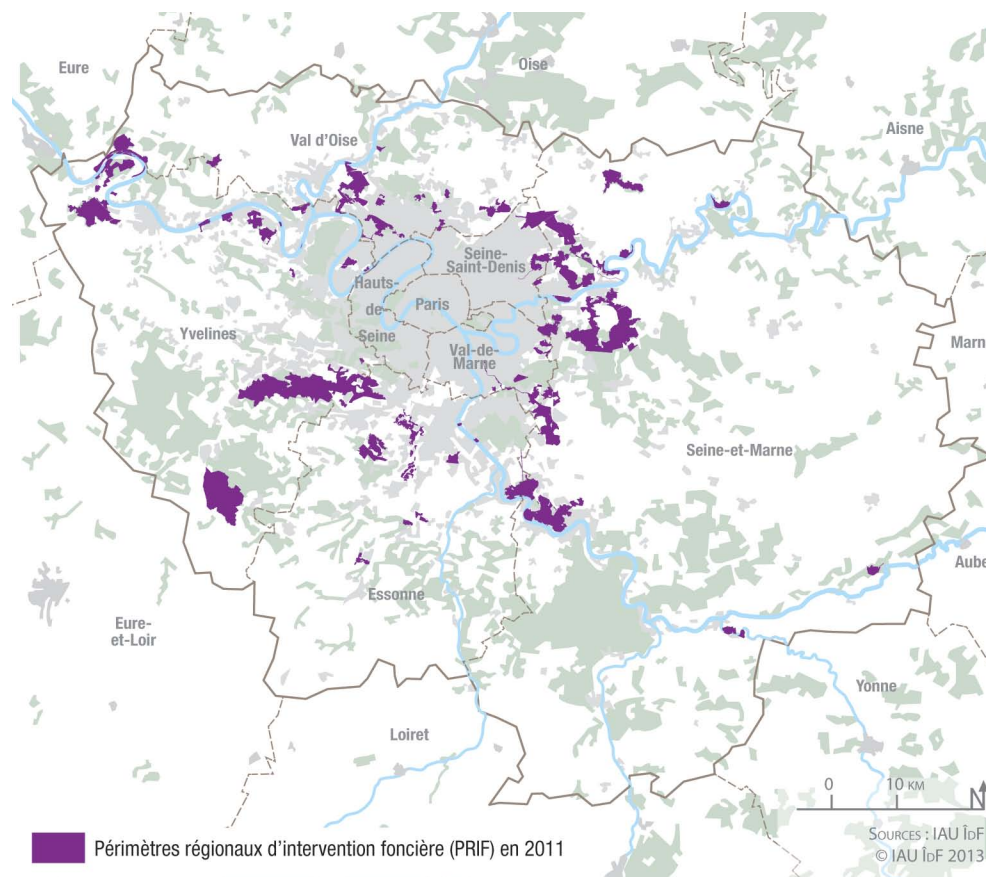 Eure
Oise
Aisne
Val d'Oise
Seine-
Saint-Denis
Hauts-
de
Seine
Paris
Yvelines
Val-de-
Marne
Marn
Seine-et-Marne
Aube
Essonne
Eure-
et-Loir
Yonne
Loiret
0 10 KM
N
Périmètres régionaux d'intervention foncière (PRIF) en 2011
SOURCES : IAU ÎDF
© IAU ÎDF 2013